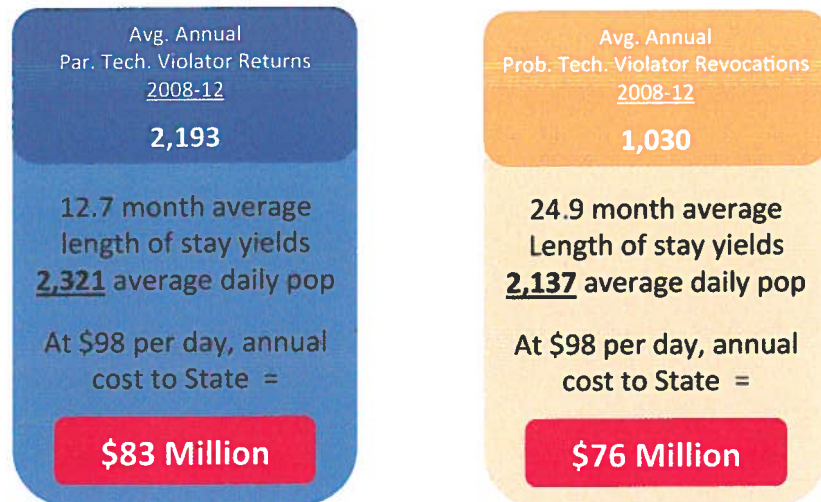 Avg. Annual
Par. Tech. Violator Returns
2008-12
2,193
12.7 month average
length of stay yields
2,321 average daily pop
At $98 per day, annual
cost to State =
$83 Million
Avg. Annual
Prob. Tech. Violator Revocations
2008-12
1,030
24.9 month average
Length of stay yields
2,137 average daily pop
At $98 per day, annual
cost to State =
$76 Million